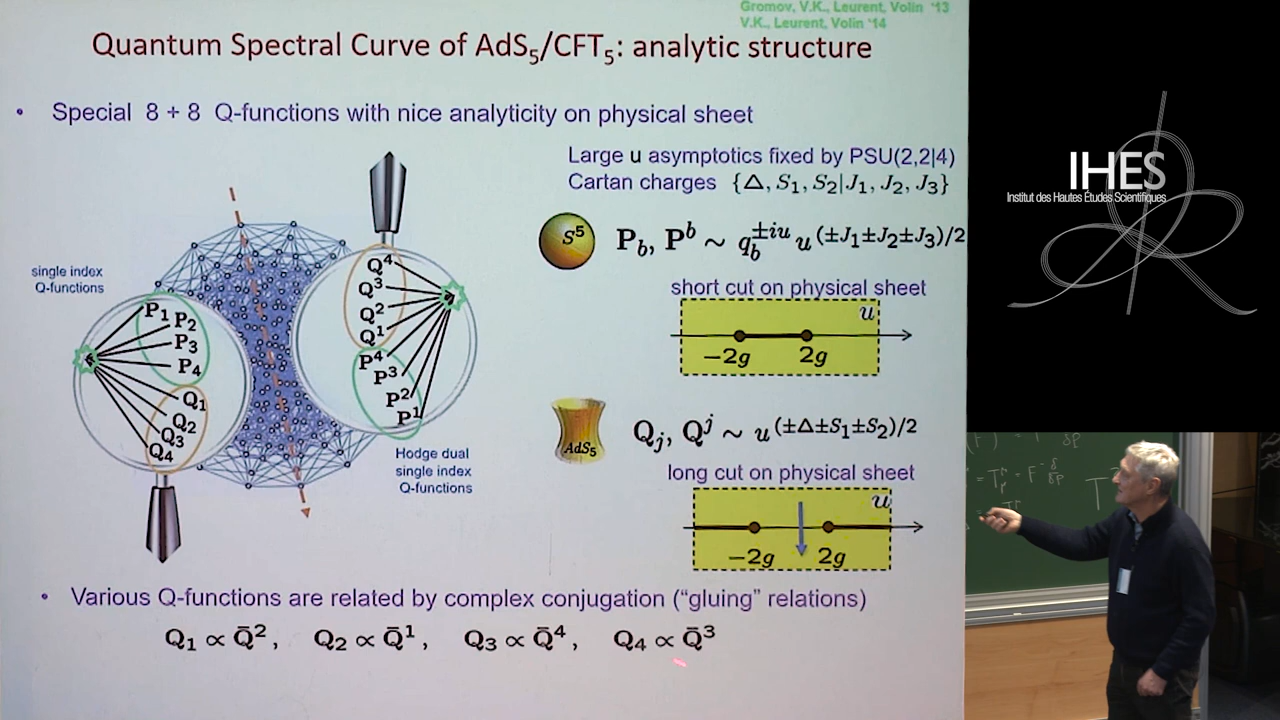 Gromov, V.K., Leurent, Volin '13
V.K., Leurent, Volin '14
Quantum Spectral Curve of AdS₅/CFT₅: analytic structure
• Special 8 + 8 Q-functions with nice analyticity on physical sheet
Large u asymptotics fixed by PSU(2,2|4)
Cartan charges {Δ, S₁, S₂|J₁, J₂, J₃}
single index
Q-functions
P₁
P₂
P₃
P₄
Q₁
Q₂
Q₃
Q₄
Q⁴
Q³
Q²
Q¹
P⁴
P³
P²
P¹
Hodge dual
single index
Q-functions
S⁵
P_b, P^b ~ q_b^{±iu} u^{(±J₁±J₂±J₃)/2}
short cut on physical sheet
u
−2g 2g
AdS₅
Q_j, Q^j ~ u^{(±Δ±S₁±S₂)/2}
long cut on physical sheet
u
−2g 2g
• Various Q-functions are related by complex conjugation ("gluing" relations)
Q₁ ∝ Q̄², Q₂ ∝ Q̄¹, Q₃ ∝ Q̄⁴, Q₄ ∝ Q̄³
IHES
Institut des Hautes Études Scientifiques